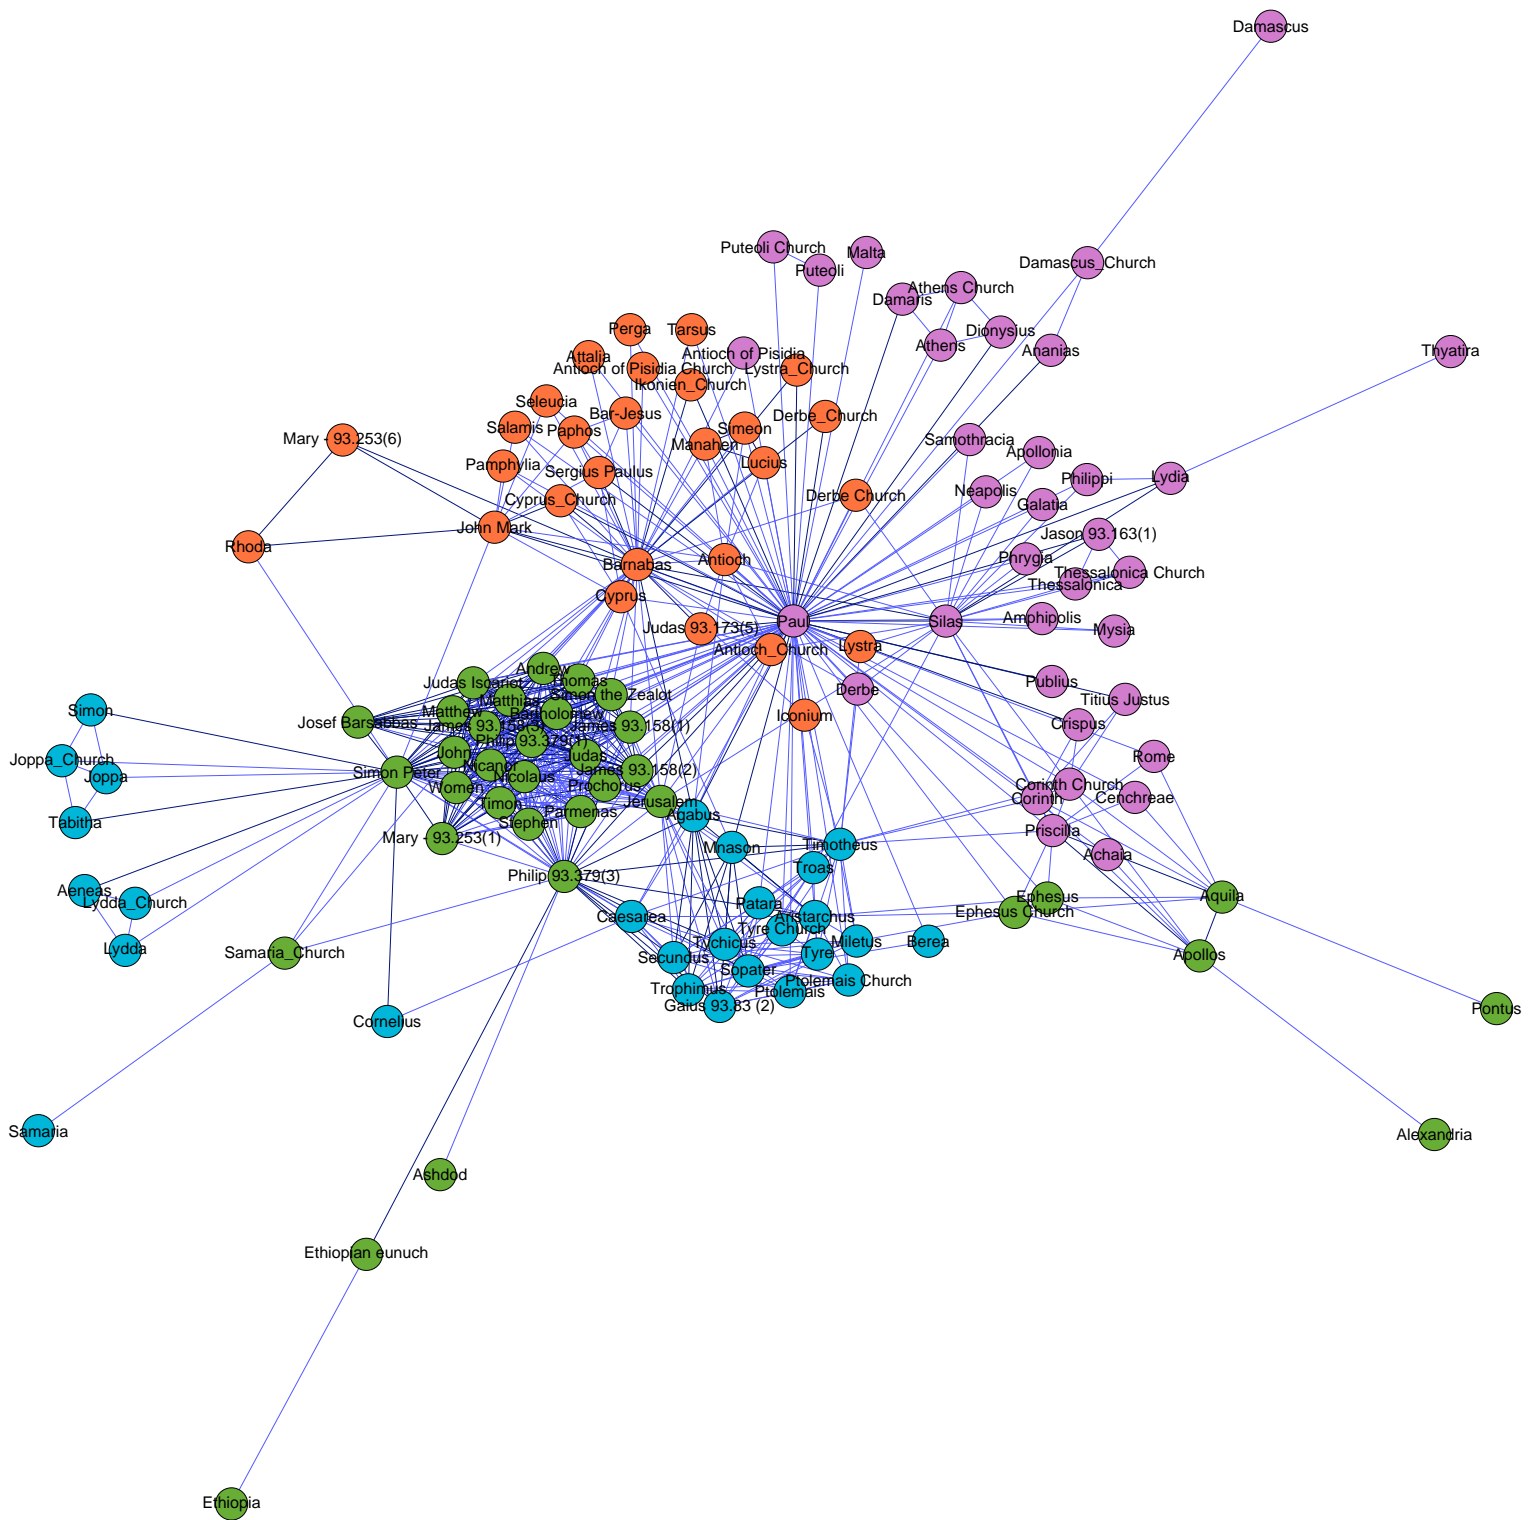 Damascus
Puteoli Church
Malta
Damascus_Church
Puteoli
Athens Church
Damaris
Perga
Tarsus
Dionysius
Athens
Ananias
Thyatira
Antioch of Pisidia
Attalia
Antioch of Pisidia Church
Lystra_Church
Ikonien_Church
Seleucia
Bar-Jesus
Derbe_Church
Salamis
Paphos
Simeon
Mary - 93.253(6)
Manahen
Samothracia
Apollonia
Pamphylia
Sergius Paulus
Lucius
Philippi
Lydia
Neapolis
Cyprus_Church
Derbe Church
Galatia
John Mark
Jason 93.163(1)
Rhoda
Barnabas
Antioch
Phrygia
Thessalonica Church
Thessalonica
Cyprus
Judas 93.173(5)
Paul
Silas
Amphipolis
Mysia
Antioch_Church
Lystra
Andrew
Judas Iscariot
Thomas
Simon the Zealot
Derbe
Publius
Matthias
Titius Justus
Simon
Matthew
Bartholomew
Josef Barsabbas
James 93.158(3)
James 93.158(1)
Iconium
Crispus
Philip 93.379(1)
John
Judas
Rome
Joppa_Church
Joppa
Simon Peter
Nicanor
Nicolaus
James 93.158(2)
Women
Prochorus
Corinth Church
Corinth
Cenchreae
Timon
Jerusalem
Tabitha
Parmenas
Agabus
Stephen
Mary - 93.253(1)
Priscilla
Mnason
Timotheus
Achaia
Troas
Philip 93.379(3)
Aeneas
Lydda_Church
Ephesus
Aquila
Patara
Ephesus Church
Caesarea
Aristarchus
Tyre Church
Lydda
Samaria_Church
Tychicus
Miletus
Berea
Secundus
Tyre
Apollos
Sopater
Ptolemais Church
Trophimus
Ptolemais
Gaius 93.83 (2)
Cornelius
Pontus
Samaria
Alexandria
Ashdod
Ethiopian eunuch
Ethiopia